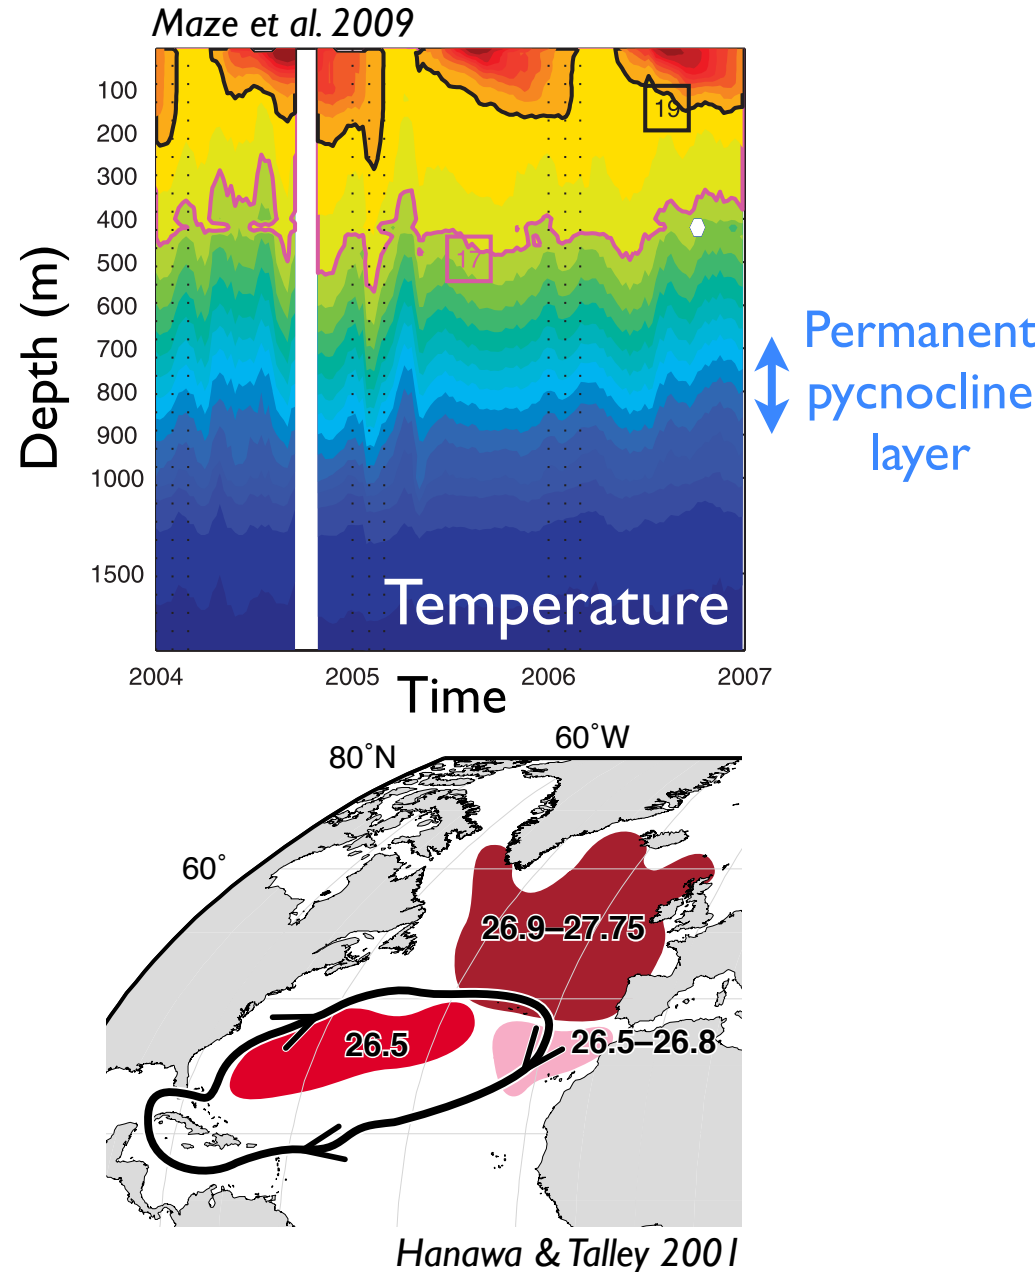 Maze et al. 2009
100
200
300
400
500
600
700
800
900
1000
1500
Depth (m)
19
17
Permanent
pycnocline
layer
Temperature
2004
2005
2006
2007
Time
60˚W
80˚N
60˚
26.9–27.75
26.5
26.5–26.8
Hanawa & Talley 2001